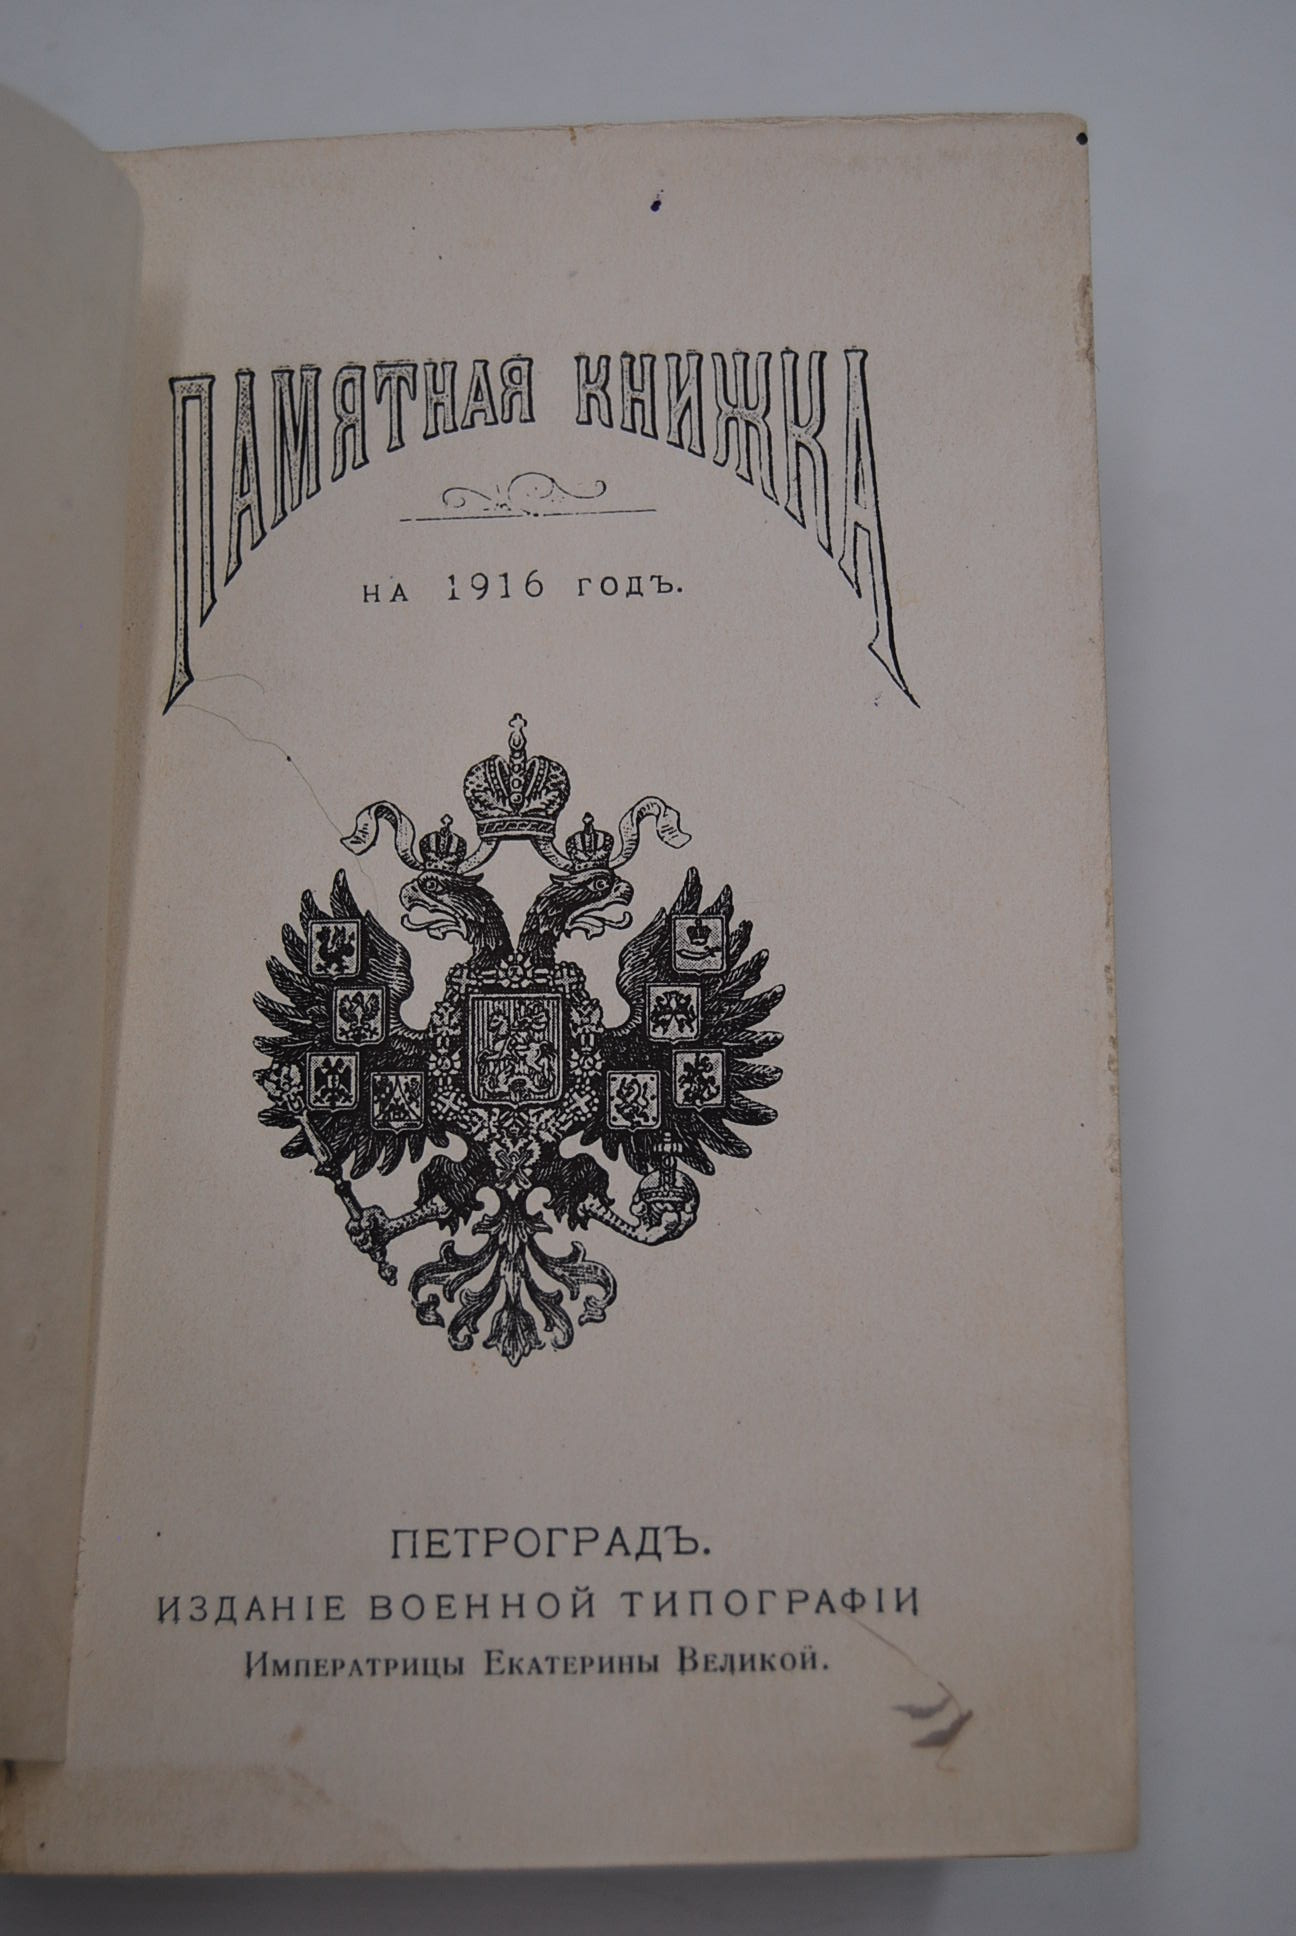 ПАМЯТНАЯ КНИЖКА
НА 1916 ГОДЪ.
ПЕТРОГРАДЪ.
ИЗДАНІЕ ВОЕННОЙ ТИПОГРАФІИ
ИМПЕРАТРИЦЫ ЕКАТЕРИНЫ ВЕЛИКОЙ.